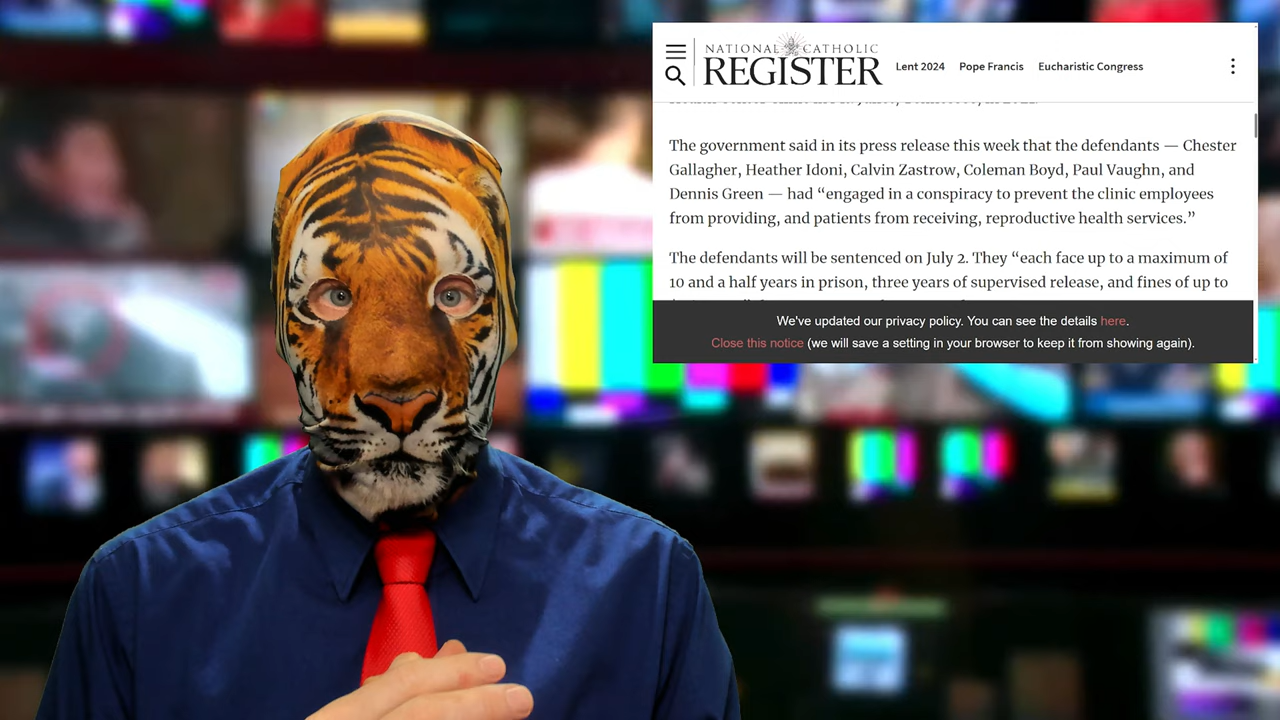 NATIONAL CATHOLIC
REGISTER
Lent 2024 Pope Francis Eucharistic Congress
The government said in its press release this week that the defendants — Chester
Gallagher, Heather Idoni, Calvin Zastrow, Coleman Boyd, Paul Vaughn, and
Dennis Green — had “engaged in a conspiracy to prevent the clinic employees
from providing, and patients from receiving, reproductive health services.”
The defendants will be sentenced on July 2. They “each face up to a maximum of
10 and a half years in prison, three years of supervised release, and fines of up to
We've updated our privacy policy. You can see the details here.
Close this notice (we will save a setting in your browser to keep it from showing again).